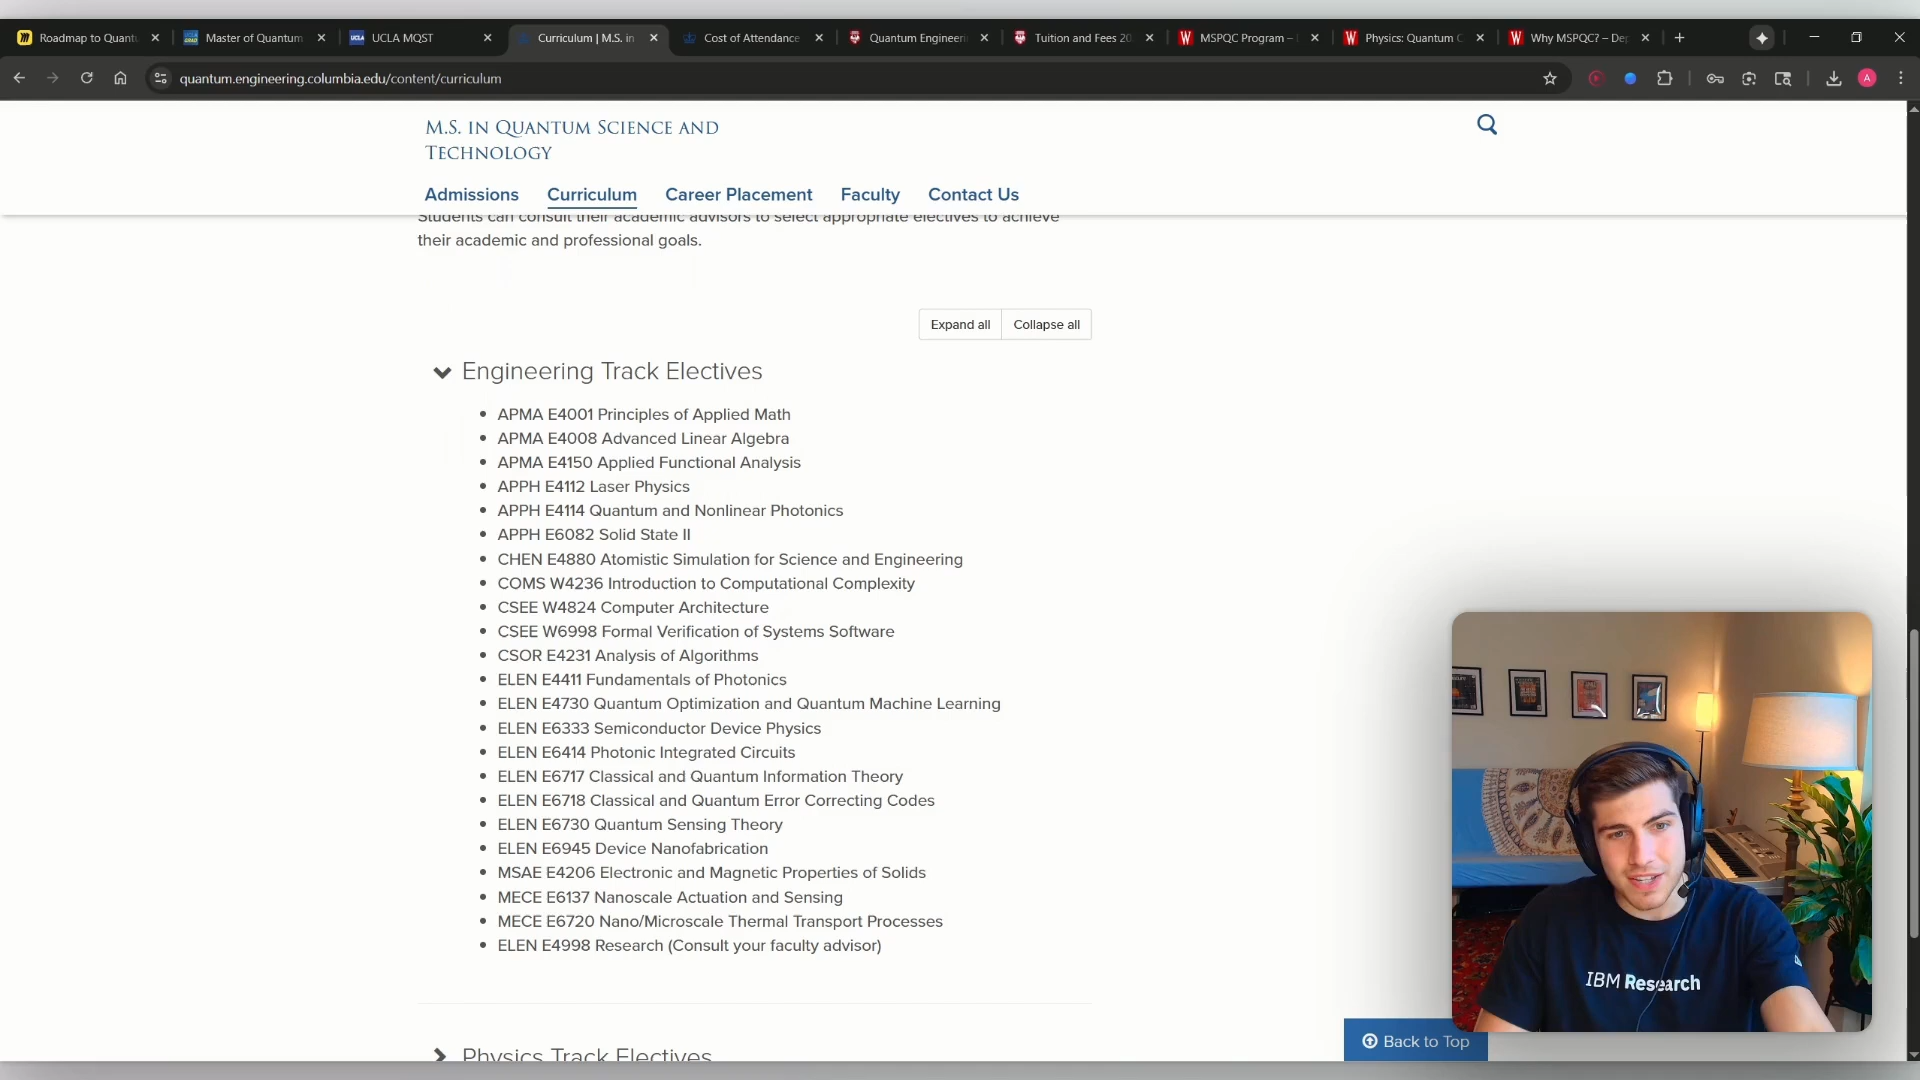 Roadmap to Quant
Master of Quantum
UCLA UCLA MQST
Curriculum | M.S. in
Cost of Attendance
Quantum Engineeri
Tuition and Fees 20
W MSPQC Program –
W Physics: Quantum C
W Why MSPQC? – Dep
quantum.engineering.columbia.edu/content/curriculum
A
M.S. in Quantum Science and
Technology
Admissions
Curriculum
Career Placement
Faculty
Contact Us
Students can consult their academic advisors to select appropriate electives to achieve
their academic and professional goals.
Expand all
Collapse all
Engineering Track Electives
• APMA E4001 Principles of Applied Math
• APMA E4008 Advanced Linear Algebra
• APMA E4150 Applied Functional Analysis
• APPH E4112 Laser Physics
• APPH E4114 Quantum and Nonlinear Photonics
• APPH E6082 Solid State II
• CHEN E4880 Atomistic Simulation for Science and Engineering
• COMS W4236 Introduction to Computational Complexity
• CSEE W4824 Computer Architecture
• CSEE W6998 Formal Verification of Systems Software
• CSOR E4231 Analysis of Algorithms
• ELEN E4411 Fundamentals of Photonics
• ELEN E4730 Quantum Optimization and Quantum Machine Learning
• ELEN E6333 Semiconductor Device Physics
• ELEN E6414 Photonic Integrated Circuits
• ELEN E6717 Classical and Quantum Information Theory
• ELEN E6718 Classical and Quantum Error Correcting Codes
• ELEN E6730 Quantum Sensing Theory
• ELEN E6945 Device Nanofabrication
• MSAE E4206 Electronic and Magnetic Properties of Solids
• MECE E6137 Nanoscale Actuation and Sensing
• MECE E6720 Nano/Microscale Thermal Transport Processes
• ELEN E4998 Research (Consult your faculty advisor)
Physics Track Electives
Back to Top
IBM Research